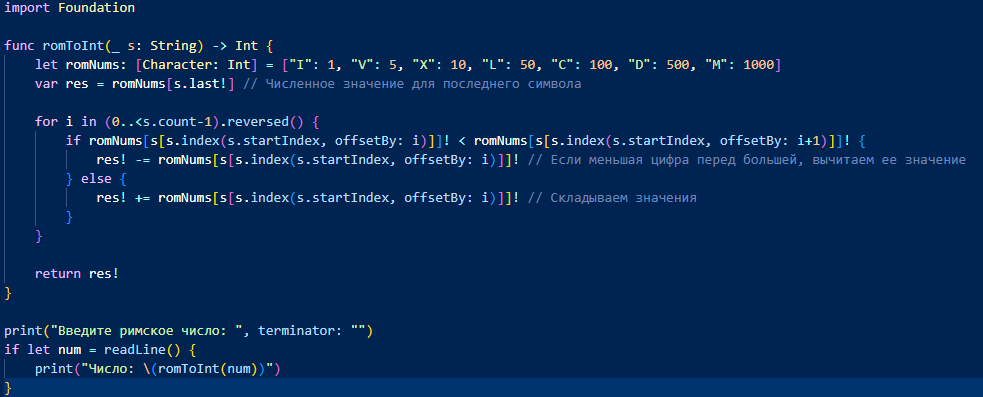 import Foundation
func romToInt(_ s: String) -> Int {
    let romNums: [Character: Int] = ["I": 1, "V": 5, "X": 10, "L": 50, "C": 100, "D": 500, "M": 1000]
    var res = romNums[s.last!] // Численное значение для последнего символа
    for i in (0..<s.count-1).reversed() {
        if romNums[s[s.index(s.startIndex, offsetBy: i)]]! < romNums[s[s.index(s.startIndex, offsetBy: i+1)]]! {
            res! -= romNums[s[s.index(s.startIndex, offsetBy: i)]]! // Если меньшая цифра перед большей, вычитаем ее значение
        } else {
            res! += romNums[s[s.index(s.startIndex, offsetBy: i)]]! // Складываем значения
        }
    }
    return res!
}
print("Введите римское число: ", terminator: "")
if let num = readLine() {
    print("Число: \(romToInt(num))")
}